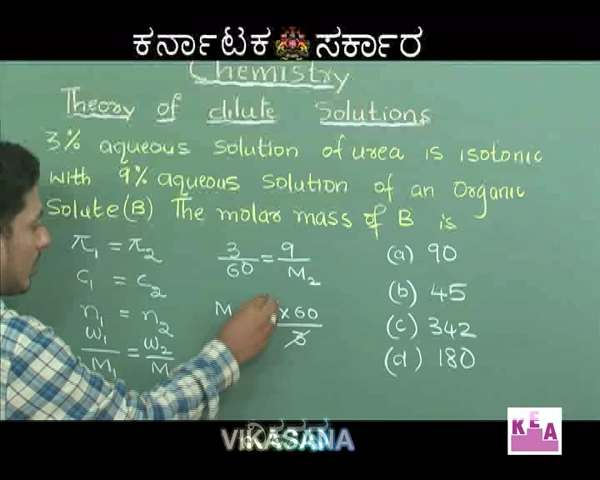 ಕರ್ನಾಟಕ ಸರ್ಕಾರ
Chemistry
Theory of dilute Solutions
3% aqueous solution of urea is isotonic
with 9% aqueous solution of an Organic
Solute (B) The molar mass of B is
π₁ = π₂
C₁ = C₂
n₁ = n₂
W₁/M₁ = W₂/M
3/60 = 9/M₂
M x 60 / 3
(a) 90
(b) 45
(c) 342
(d) 180
VIKASANA
KEA